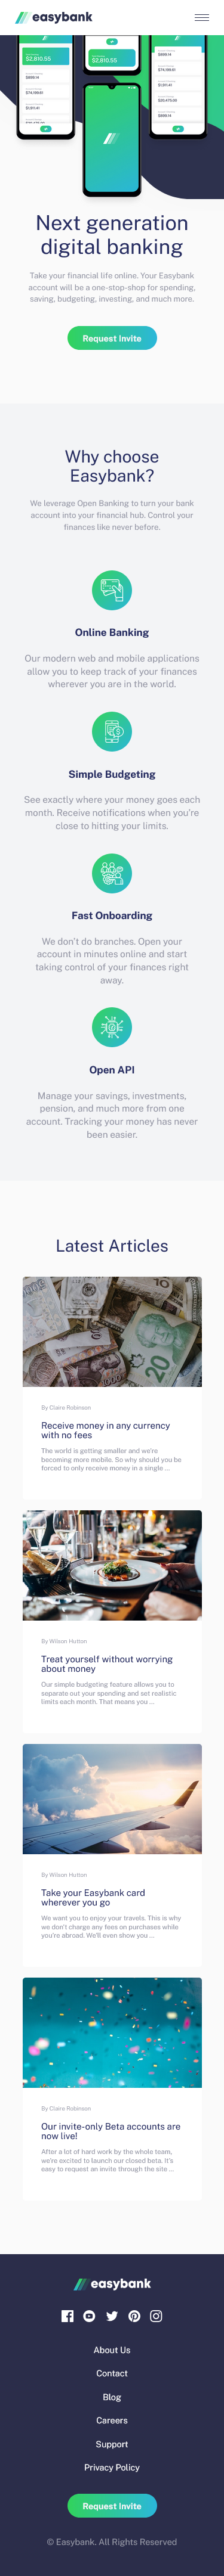 easybank
$2,810.55
$2,810.55
Next generation
digital banking
Take your financial life online. Your Easybank
account will be a one-stop-shop for spending,
saving, budgeting, investing, and much more.
Request Invite
Why choose
Easybank?
We leverage Open Banking to turn your bank
account into your financial hub. Control your
finances like never before.
Online Banking
Our modern web and mobile applications
allow you to keep track of your finances
wherever you are in the world.
Simple Budgeting
See exactly where your money goes each
month. Receive notifications when you're
close to hitting your limits.
Fast Onboarding
We don't do branches. Open your
account in minutes online and start
taking control of your finances right
away.
Open API
Manage your savings, investments,
pension, and much more from one
account. Tracking your money has never
been easier.
Latest Articles
By Claire Robinson
Receive money in any currency
with no fees
The world is getting smaller and we're
becoming more mobile. So why should you be
forced to only receive money in a single …
By Wilson Hutton
Treat yourself without worrying
about money
Our simple budgeting feature allows you to
separate out your spending and set realistic
limits each month. That means you …
By Wilson Hutton
Take your Easybank card
wherever you go
We want you to enjoy your travels. This is why
we don't charge any fees on purchases while
you're abroad. We'll even show you …
By Claire Robinson
Our invite-only Beta accounts are
now live!
After a lot of hard work by the whole team,
we're excited to launch our closed beta. It's
easy to request an invite through the site ...
easybank
About Us
Contact
Blog
Careers
Support
Privacy Policy
Request Invite
© Easybank. All Rights Reserved